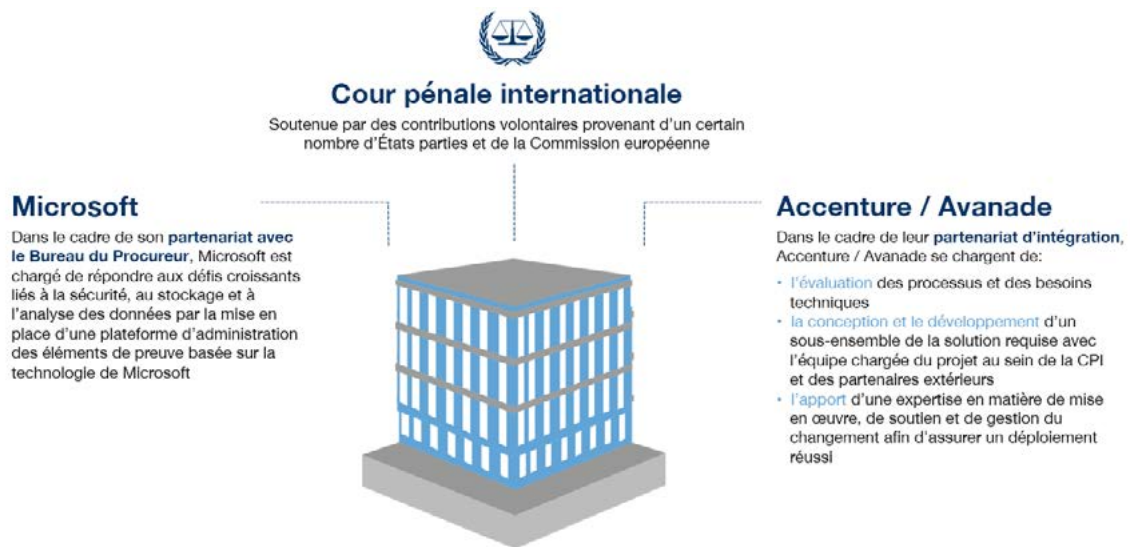 Cour pénale internationale
Soutenue par des contributions volontaires provenant d'un certain
nombre d'États parties et de la Commission européenne
Microsoft
Dans le cadre de son partenariat avec
le Bureau du Procureur, Microsoft est
chargé de répondre aux défis croissants
liés à la sécurité, au stockage et à
l'analyse des données par la mise en
place d'une plateforme d'administration
des éléments de preuve basée sur la
technologie de Microsoft
Accenture / Avanade
Dans le cadre de leur partenariat d'intégration,
Accenture / Avanade se chargent de:
• l'évaluation des processus et des besoins
techniques
• la conception et le développement d'un
sous-ensemble de la solution requise avec
l'équipe chargée du projet au sein de la CPI
et des partenaires extérieurs
• l'apport d'une expertise en matière de mise
en œuvre, de soutien et de gestion du
changement afin d'assurer un déploiement
réussi